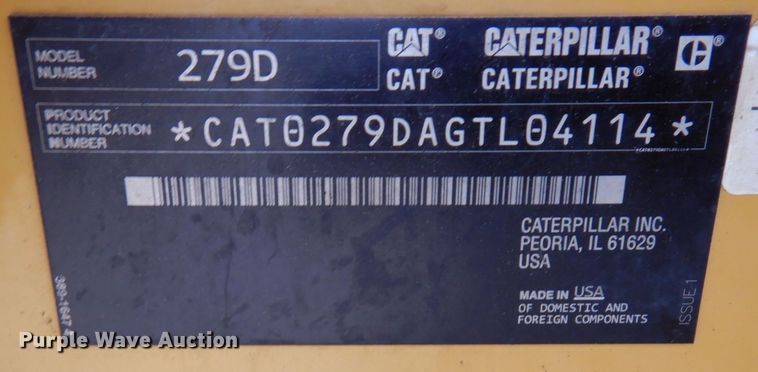 MODEL
NUMBER
279D
CAT® CATERPILLAR® C®
CAT® CATERPILLAR®
PRODUCT
IDENTIFICATION
NUMBER
*CAT0279DAGTL04114*
CATERPILLAR INC.
PEORIA, IL 61629
USA
MADE IN USA
OF DOMESTIC AND
FOREIGN COMPONENTS
ISSUE:1
Purple Wave Auction